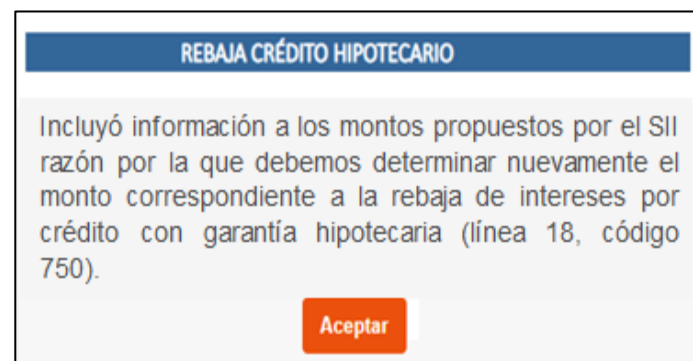 REBAJA CRÉDITO HIPOTECARIO
Incluyó información a los montos propuestos por el SII
razón por la que debemos determinar nuevamente el
monto correspondiente a la rebaja de intereses por
crédito con garantía hipotecaria (línea 18, código
750).
Aceptar